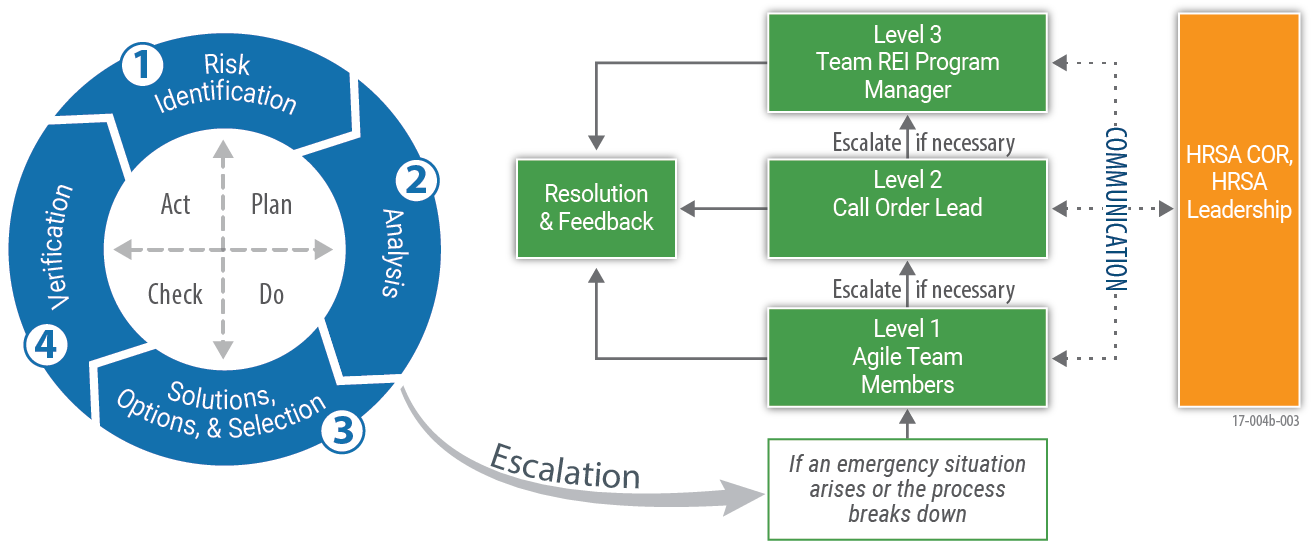 1
Risk
Identification
2
Analysis
3
Solutions,
Options, & Selection
4
Verification
Act
Plan
Check
Do
Escalation
If an emergency situation
arises or the process
breaks down
Level 1
Agile Team
Members
Escalate if necessary
Level 2
Call Order Lead
Escalate if necessary
Level 3
Team REI Program
Manager
Resolution
& Feedback
COMMUNICATION
HRSA COR,
HRSA
Leadership
17-004b-003